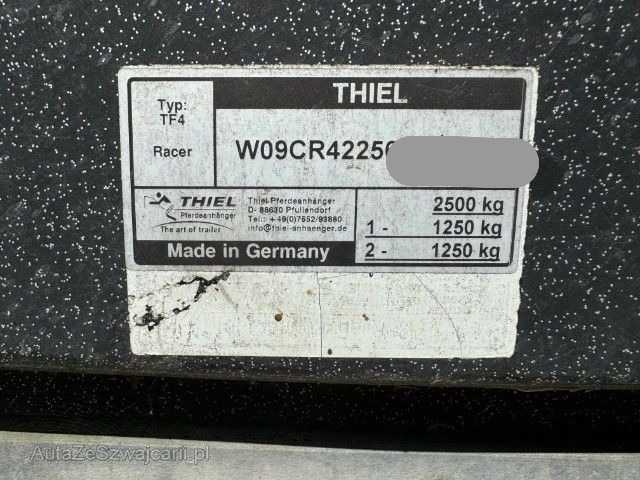 THIEL
Typ:
TF4
Racer
W09CR42256
THIEL
Pferdeanhänger
The art of trailer
Thiel Pferdeanhänger
D- 88630 Pfullendorf
Tel.: +49(0)7552/93880
info@thiel-anhaenger.de
Made in Germany
2500 kg
1 - 1250 kg
2 - 1250 kg
AutaZeSzwajcarii.pl